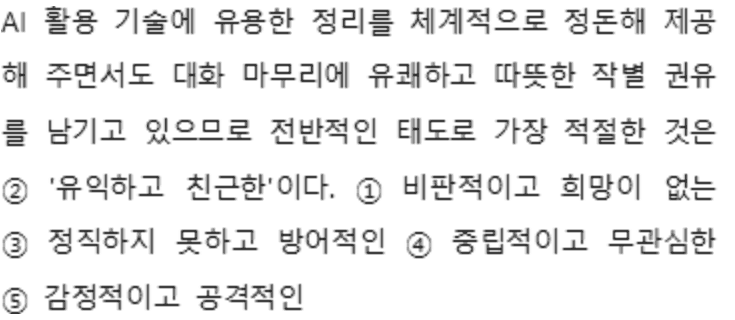 AI 활용 기술에 유용한 정리를 체계적으로 정돈해 제공
해 주면서도 대화 마무리에 유쾌하고 따뜻한 작별 권유
를 남기고 있으므로 전반적인 태도로 가장 적절한 것은
② '유익하고 친근한'이다. ① 비판적이고 희망이 없는
③ 정직하지 못하고 방어적인 ④ 중립적이고 무관심한
⑤ 감정적이고 공격적인